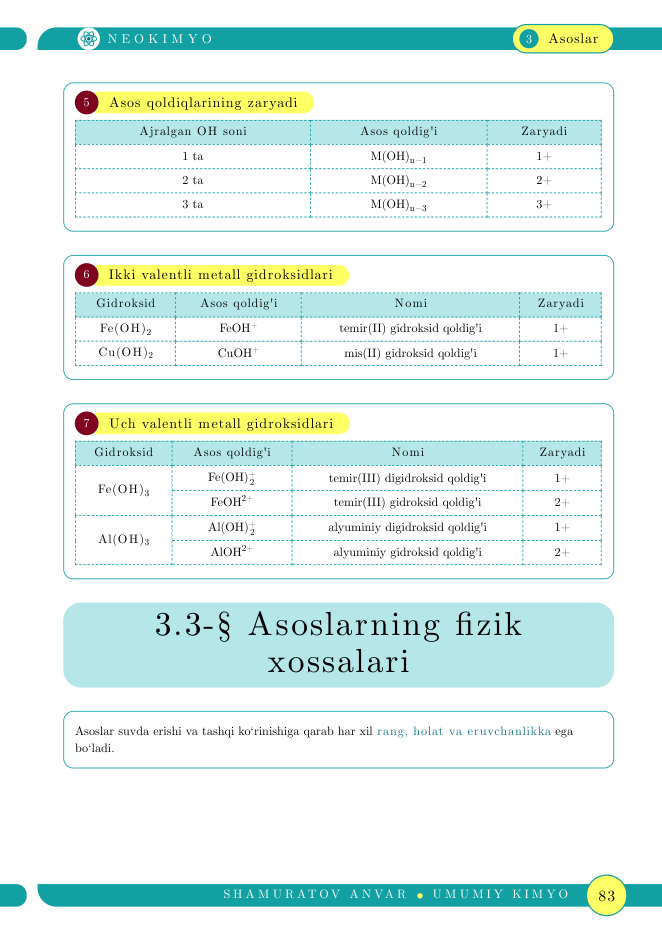 NEOKIMYO
3 Asoslar
5 Asos qoldiqlarining zaryadi
Ajralgan OH soni Asos qoldig'i Zaryadi
1 ta M(OH)ₙ₋₁ 1+
2 ta M(OH)ₙ₋₂ 2+
3 ta M(OH)ₙ₋₃ 3+
6 Ikki valentli metall gidroksidlari
Gidroksid Asos qoldig'i Nomi Zaryadi
Fe(OH)₂ FeOH⁺ temir(II) gidroksid qoldig'i 1+
Cu(OH)₂ CuOH⁺ mis(II) gidroksid qoldig'i 1+
7 Uch valentli metall gidroksidlari
Gidroksid Asos qoldig'i Nomi Zaryadi
Fe(OH)₃ Fe(OH)₂⁺ temir(III) digidroksid qoldig'i 1+
FeOH²⁺ temir(III) gidroksid qoldig'i 2+
Al(OH)₃ Al(OH)₂⁺ alyuminiy digidroksid qoldig'i 1+
AlOH²⁺ alyuminiy gidroksid qoldig'i 2+
3.3-§ Asoslarning fizik
xossalari
Asoslar suvda erishi va tashqi ko‘rinishiga qarab har xil rang, holat va eruvchanlikka ega
bo‘ladi.
SHAMURATOV ANVAR • UMUMIY KIMYO 83